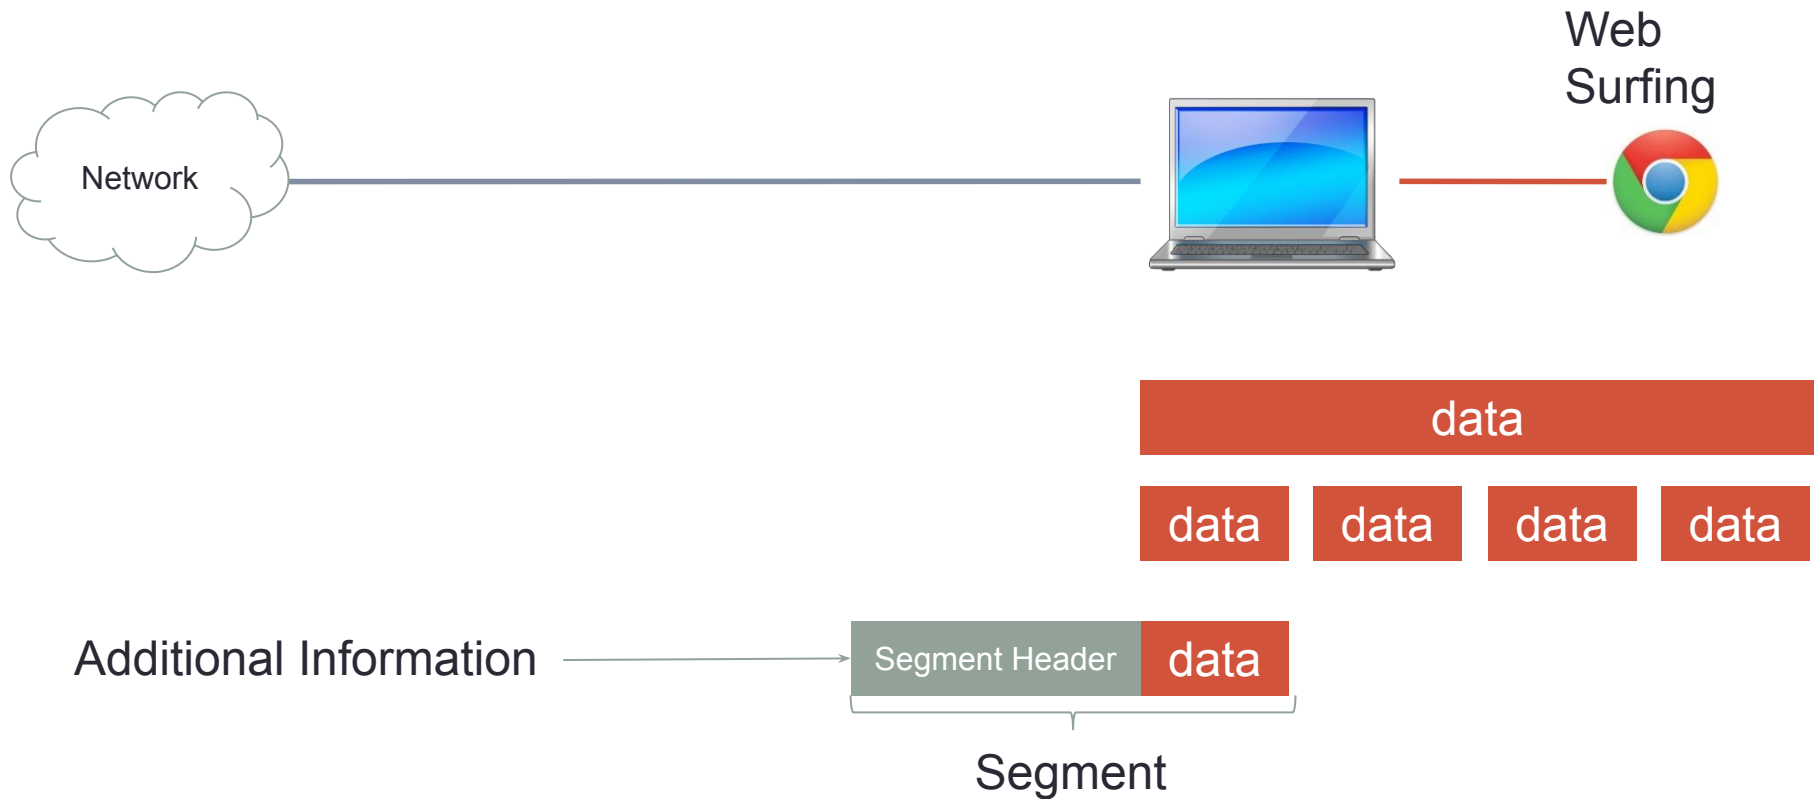 Web
Surfing
Network
data
data data data data
Additional Information
Segment Header data
Segment